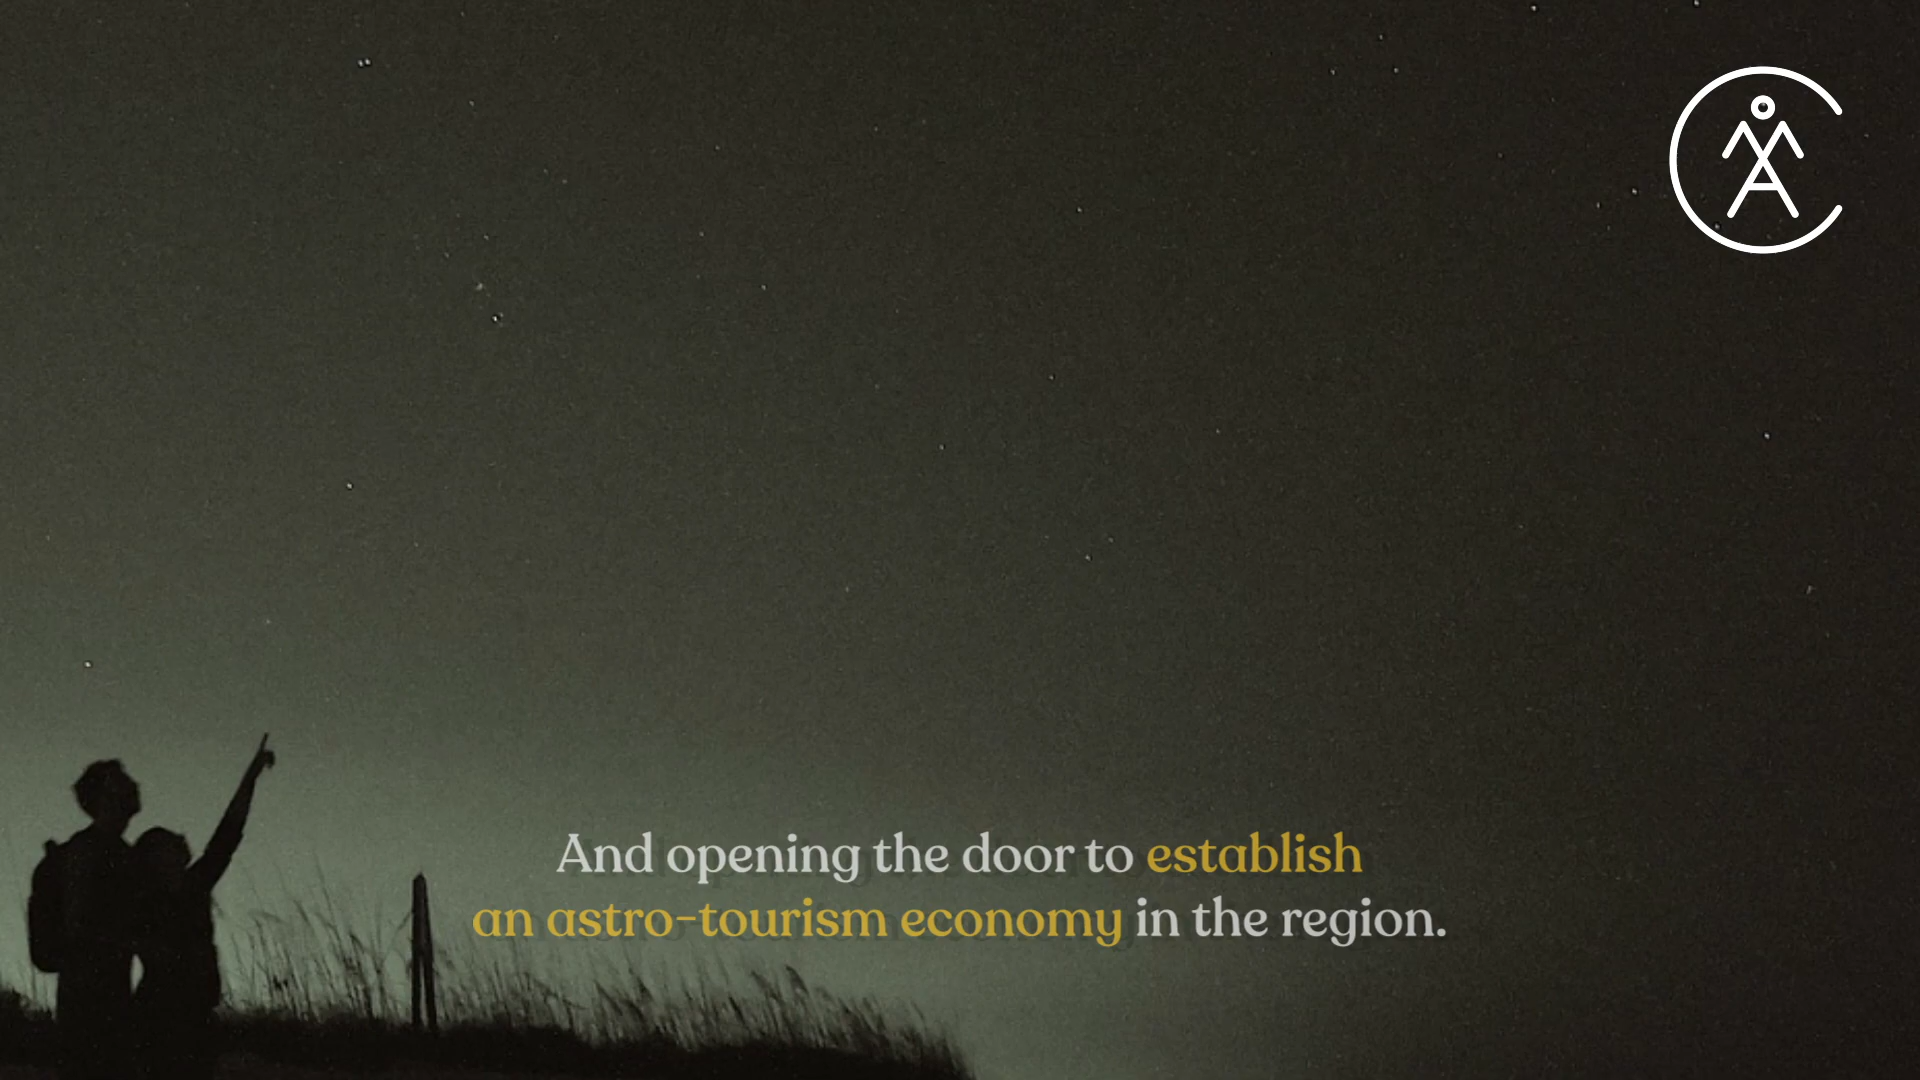 And opening the door to establish
an astro-tourism economy in the region.